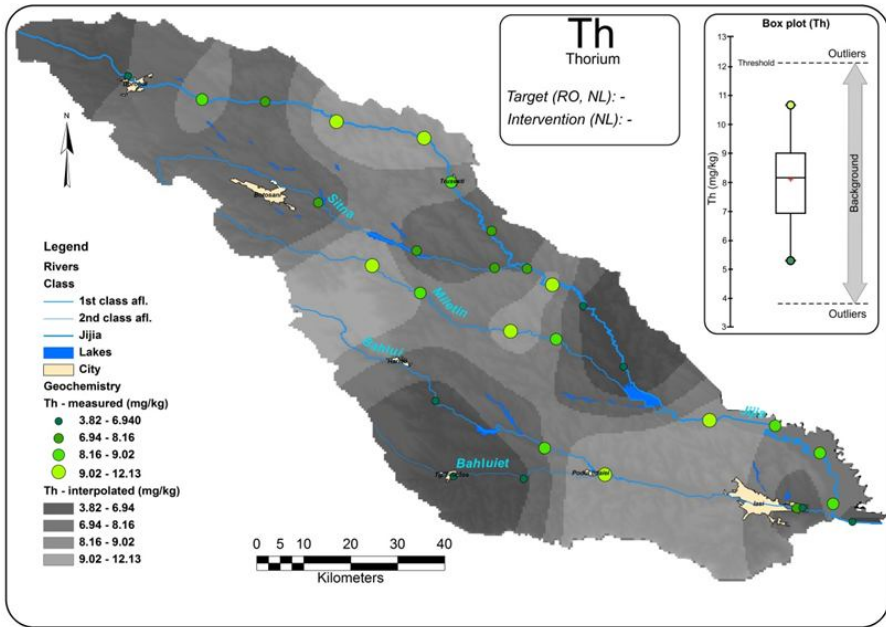 Th
Thorium
Target (RO, NL): -
Intervention (NL): -
Box plot (Th)
13
12
11
10
9
8
7
6
5
4
3
Th (mg/kg)
Threshold
Outliers
Background
Outliers
N
Botosani
Sitna
Miletin
Bahlui
Bahluiet
Jijia
Iasi
Legend
Rivers
Class
1st class afl.
2nd class afl.
Jijia
Lakes
City
Geochemistry
Th - measured (mg/kg)
3.82 - 6.940
6.94 - 8.16
8.16 - 9.02
9.02 - 12.13
Th - interpolated (mg/kg)
3.82 - 6.94
6.94 - 8.16
8.16 - 9.02
9.02 - 12.13
0 5 10 20 30 40
Kilometers